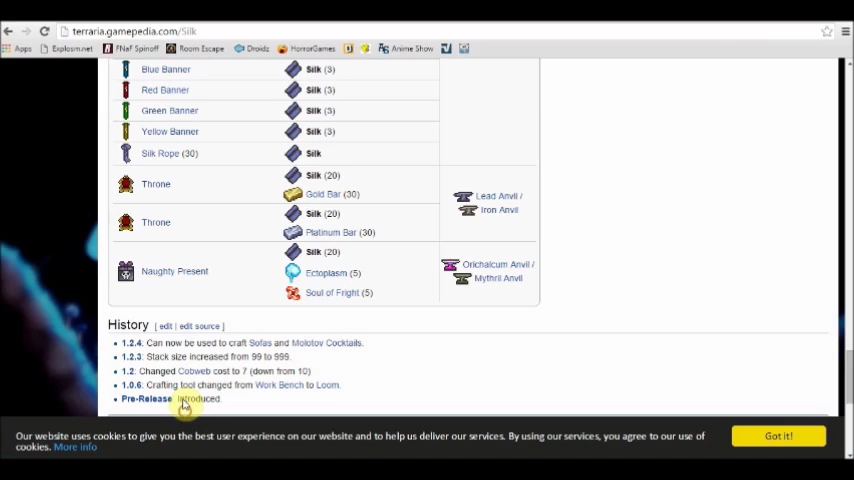 terraria.gamepedia.com/Silk
Apps Explosm.net FNaF Spinoff Room Escape Droidz HorrorGames Anime Show
Blue Banner Silk (3)
Red Banner Silk (3)
Green Banner Silk (3)
Yellow Banner Silk (3)
Silk Rope (30) Silk
Throne Silk (20)
Gold Bar (30)
Lead Anvil /
Iron Anvil
Throne Silk (20)
Platinum Bar (30)
Naughty Present Silk (20)
Ectoplasm (5)
Soul of Fright (5)
Orichalcum Anvil /
Mythril Anvil
History [ edit | edit source ]
• 1.2.4: Can now be used to craft Sofas and Molotov Cocktails.
• 1.2.3: Stack size increased from 99 to 999.
• 1.2: Changed Cobweb cost to 7 (down from 10)
• 1.0.6: Crafting tool changed from Work Bench to Loom.
• Pre-Release: Introduced.
Our website uses cookies to give you the best user experience on our website and to help us deliver our services. By using our services, you agree to our use of
cookies. More info
Got it!